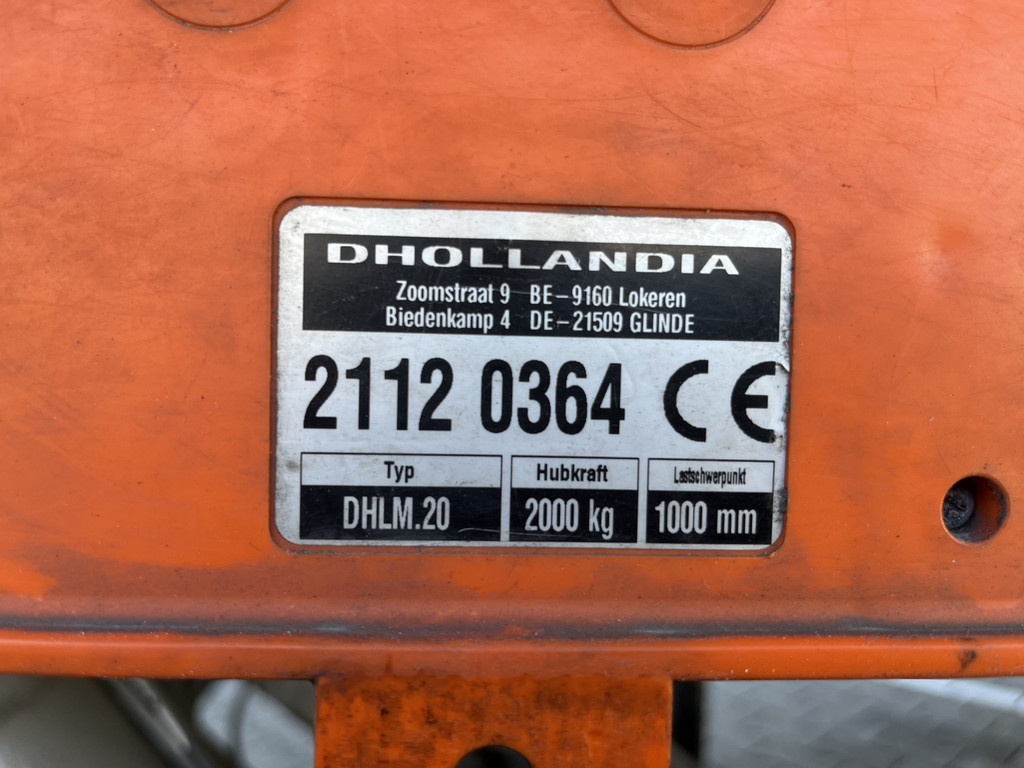 DHOLLANDIA
Zoomstraat 9 BE-9160 Lokeren
Biedenkamp 4 DE-21509 GLINDE
2112 0364 CE
Typ Hubkraft Lastschwerpunkt
DHLM.20 2000 kg 1000 mm